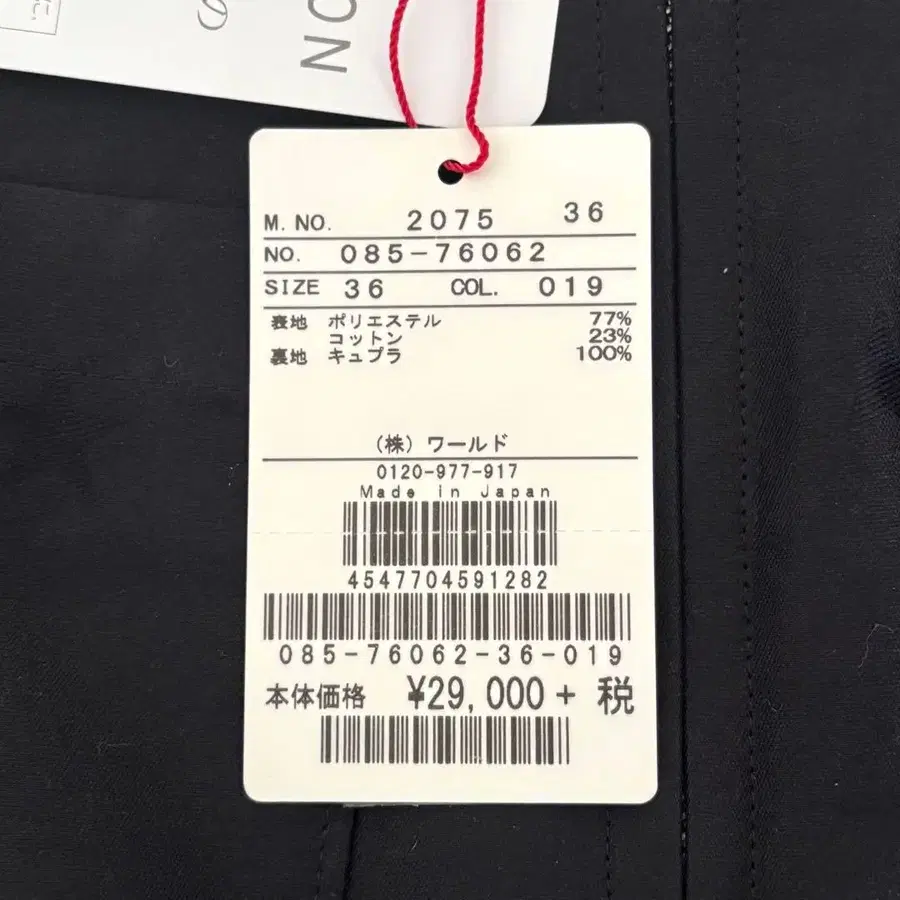 NO
の
M. NO. 2075 36
NO. 085-76062
SIZE 36 COL. 019
表地 ポリエステル 77%
コットン 23%
裏地 キュプラ 100%
（株）ワールド
0120-977-917
Made in Japan
4547704591282
085-76062-36-019
本体価格 ¥29,000+ 税